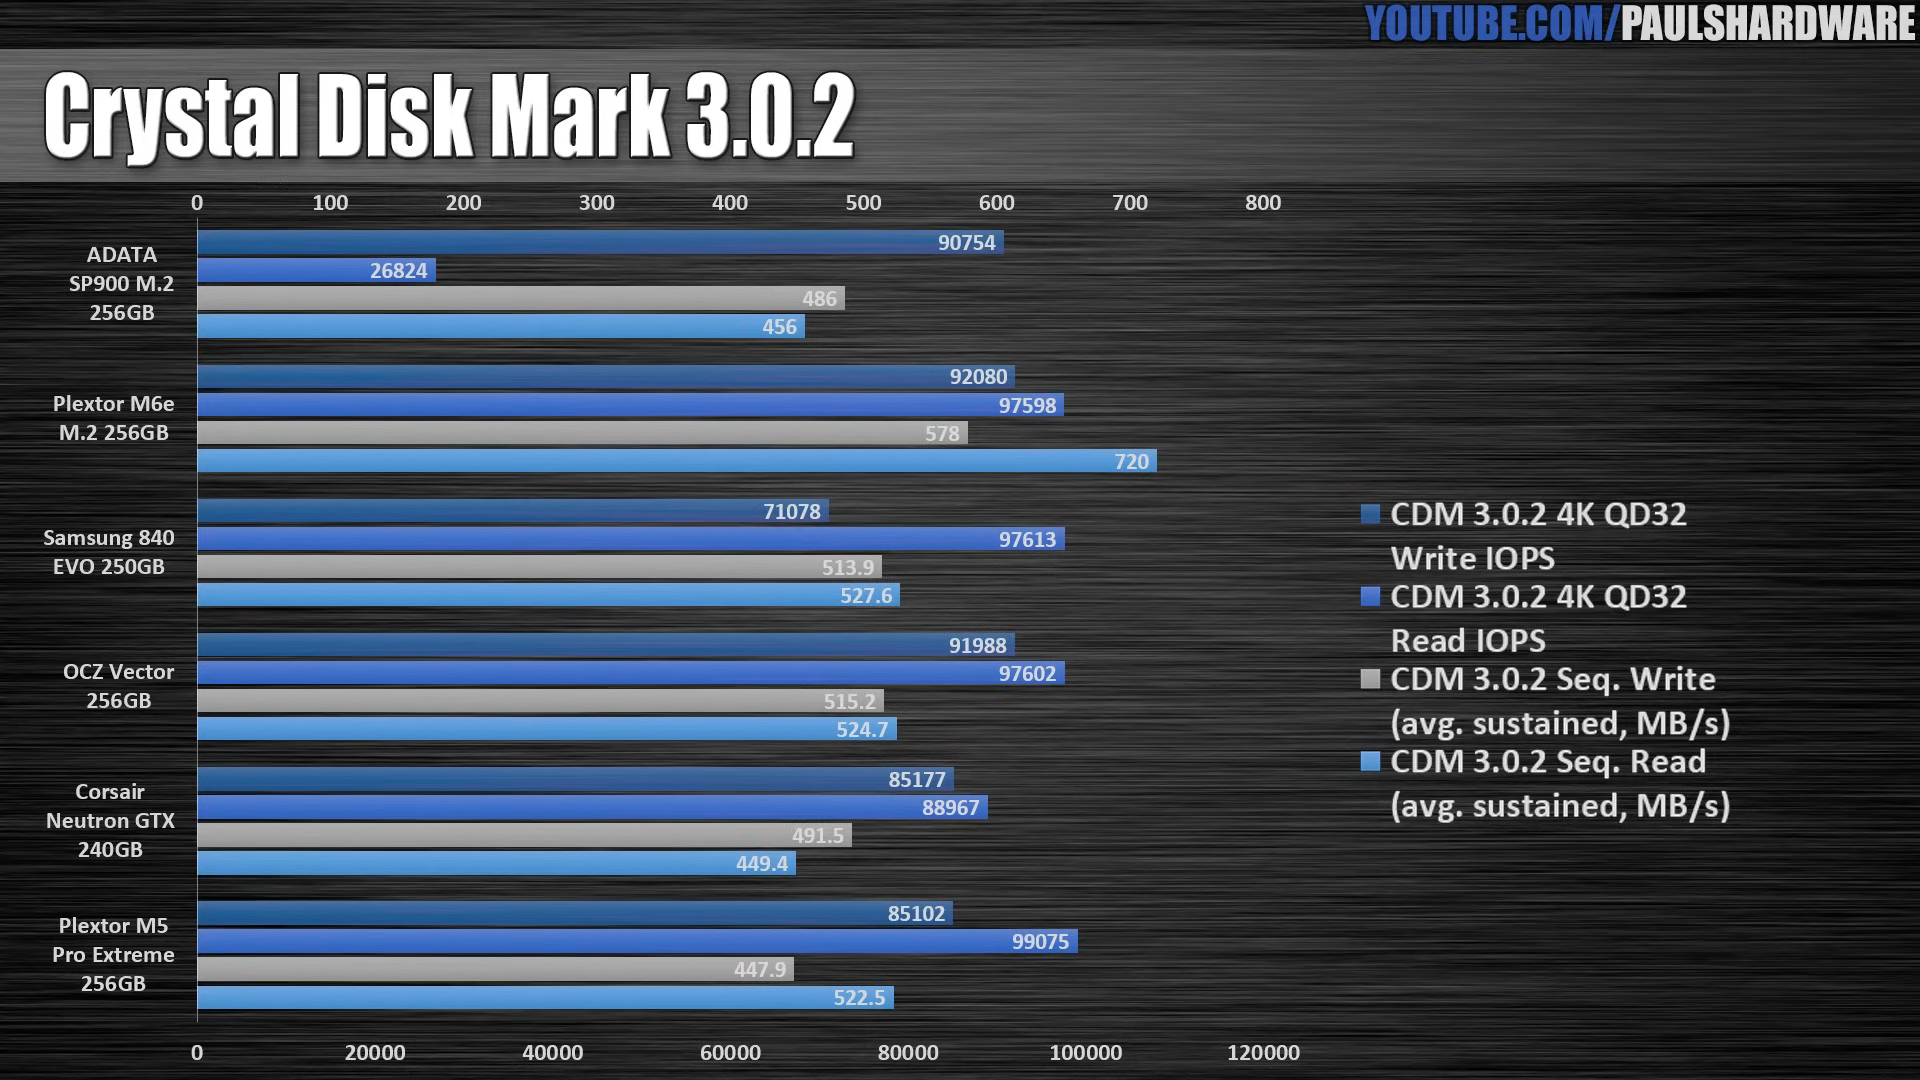 YOUTUBE.COM/PAULSHARDWARE
Crystal Disk Mark 3.0.2
0 100 200 300 400 500 600 700 800
ADATA
SP900 M.2
256GB
90754
26824
486
456
Plextor M6e
M.2 256GB
92080
97598
578
720
Samsung 840
EVO 250GB
71078
97613
513.9
527.6
OCZ Vector
256GB
91988
97602
515.2
524.7
Corsair
Neutron GTX
240GB
85177
88967
491.5
449.4
Plextor M5
Pro Extreme
256GB
85102
99075
447.9
522.5
0 20000 40000 60000 80000 100000 120000
CDM 3.0.2 4K QD32
Write IOPS
CDM 3.0.2 4K QD32
Read IOPS
CDM 3.0.2 Seq. Write
(avg. sustained, MB/s)
CDM 3.0.2 Seq. Read
(avg. sustained, MB/s)